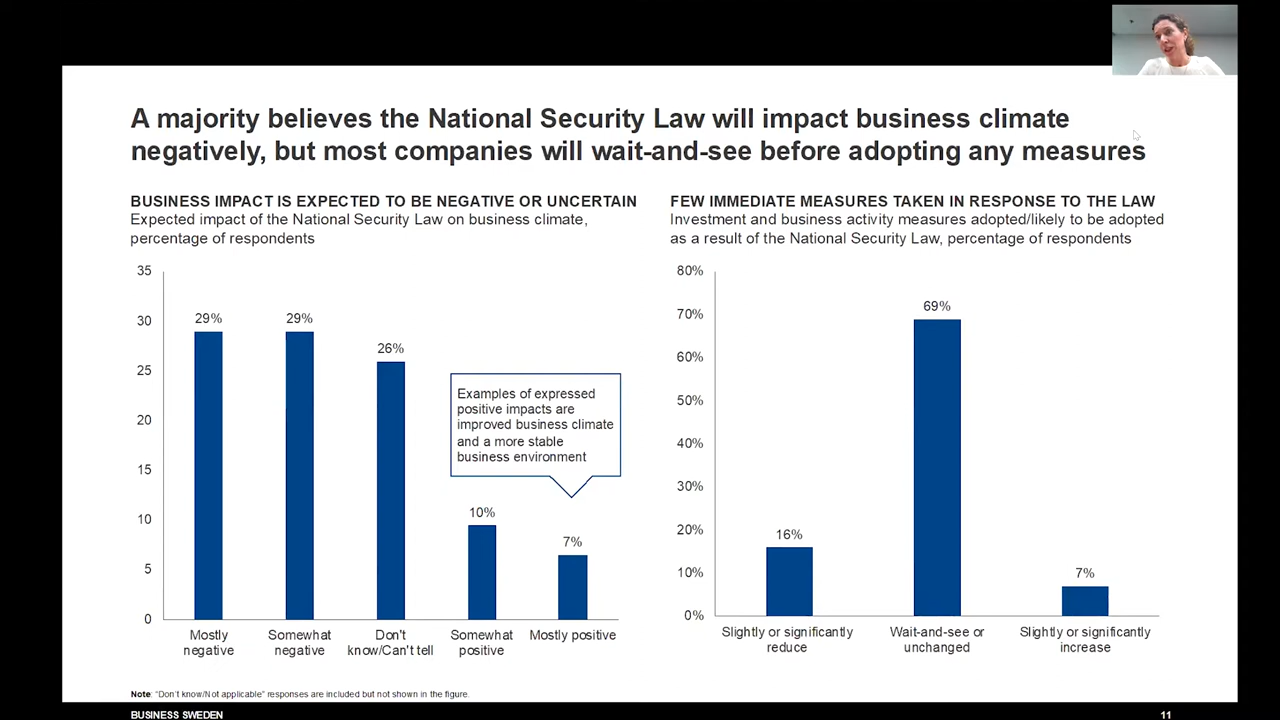 A majority believes the National Security Law will impact business climate
negatively, but most companies will wait-and-see before adopting any measures
BUSINESS IMPACT IS EXPECTED TO BE NEGATIVE OR UNCERTAIN
Expected impact of the National Security Law on business climate,
percentage of respondents
35
30
25
20
15
10
5
0
29%
29%
26%
10%
7%
Examples of expressed
positive impacts are
improved business climate
and a more stable
business environment
Mostly
negative
Somewhat
negative
Don't
know/Can't tell
Somewhat
positive
Mostly positive
FEW IMMEDIATE MEASURES TAKEN IN RESPONSE TO THE LAW
Investment and business activity measures adopted/likely to be adopted
as a result of the National Security Law, percentage of respondents
80%
70%
60%
50%
40%
30%
20%
10%
0%
16%
69%
7%
Slightly or significantly
reduce
Wait-and-see or
unchanged
Slightly or significantly
increase
Note: “Don’t know/Not applicable” responses are included but not shown in the figure.
BUSINESS SWEDEN
11